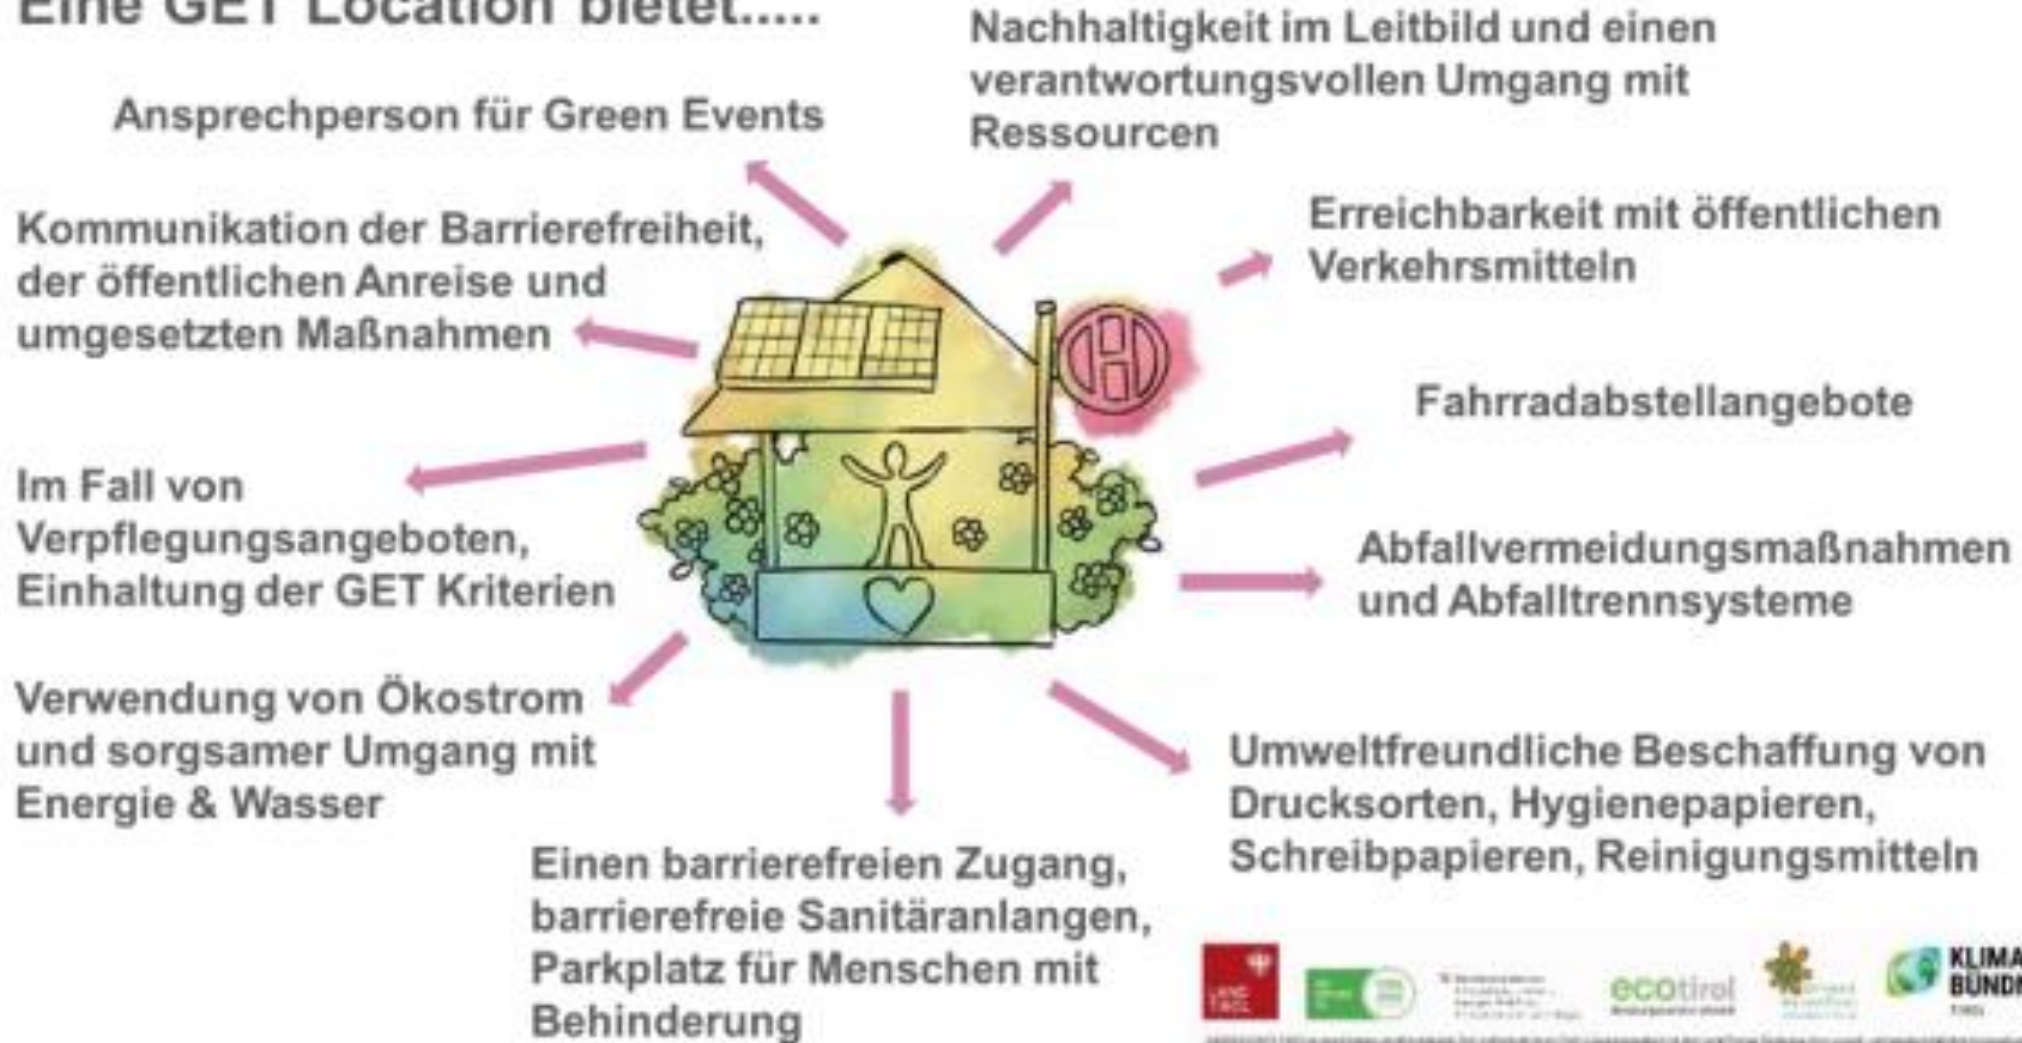 Eine GET Location bietet.....
Ansprechperson für Green Events
Nachhaltigkeit im Leitbild und einen
verantwortungsvollen Umgang mit
Ressourcen
Kommunikation der Barrierefreiheit,
der öffentlichen Anreise und
umgesetzten Maßnahmen
Erreichbarkeit mit öffentlichen
Verkehrsmitteln
Fahrradabstellangebote
Im Fall von
Verpflegungsangeboten,
Einhaltung der GET Kriterien
Abfallvermeidungsmaßnahmen
und Abfalltrennsysteme
Verwendung von Ökostrom
und sorgsamer Umgang mit
Energie & Wasser
Umweltfreundliche Beschaffung von
Drucksorten, Hygienepapieren,
Schreibpapieren, Reinigungsmitteln
Einen barrierefreien Zugang,
barrierefreie Sanitäranlangen,
Parkplatz für Menschen mit
Behinderung
H
LAND
TIROL
ecotirol
KLIMA
BÜNDN
TIROL